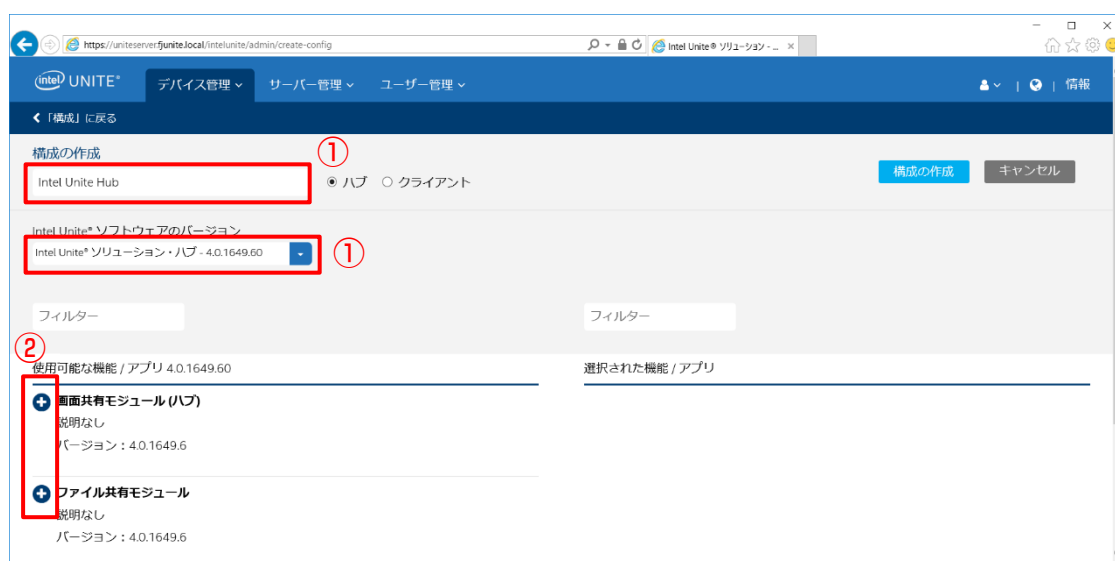 https://uniteserver.fjunite.local/intelunite/admin/create-config
Intel Unite® ソリューション - ...
intel UNITE® デバイス管理 サーバー管理 ユーザー管理 | | 情報
「構成」に戻る
構成の作成
①
Intel Unite Hub ハブ クライアント 構成の作成 キャンセル
Intel Unite® ソフトウェアのバージョン
Intel Unite® ソリューション・ハブ - 4.0.1649.60
①
フィルター フィルター
②
使用可能な機能 / アプリ 4.0.1649.60 選択された機能 / アプリ
画面共有モジュール (ハブ)
説明なし
バージョン : 4.0.1649.6
ファイル共有モジュール
説明なし
バージョン : 4.0.1649.6